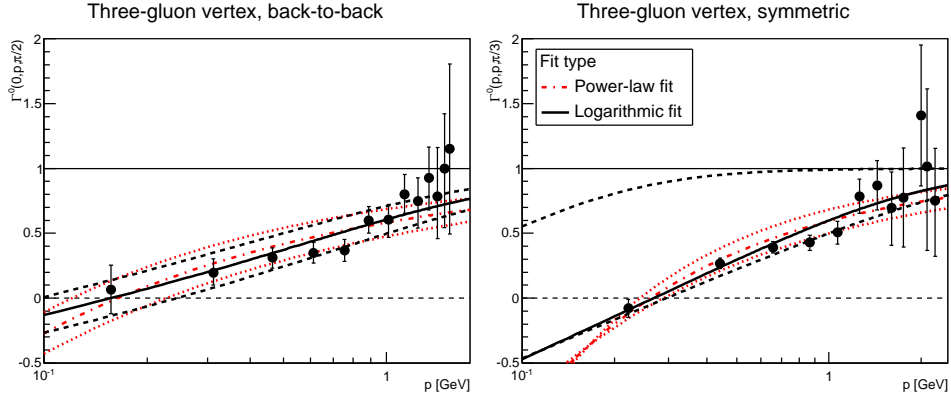 Three-gluon vertex, back-to-back
Γ^-0(0,p,π/2)
2
1.5
1
0.5
0
-0.5
10^-1
1
p [GeV]
Three-gluon vertex, symmetric
Γ^-0(p,p,π/3)
2
1.5
1
0.5
0
-0.5
Fit type
Power-law fit
Logarithmic fit
10^-1
1
p [GeV]